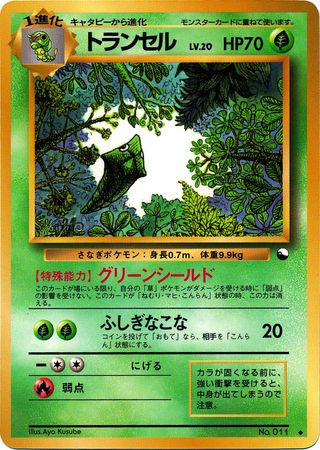 1進化
キャタピーから進化
モンスターカードに重ねて使います。
トランセル LV.20 HP70
さなぎポケモン：身長0.7m、体重9.9kg
【特殊能力】グリーンシールド
このカードが場にいる限り、自分の「草」ポケモンがダメージを受ける時に「弱点」
の影響を受けない。このカードが「ねむり・マヒ・こんらん」状態の時、この力は消
える。
ふしぎなこな 20
コインを投げて「おもて」なら、相手を「こんら
ん」状態にする。
にげる
弱点
カラが固くなる前に、
強い衝撃を受けると、
中身が出てしまうので
要注意。
Illus.Ayo Kusube
No.011